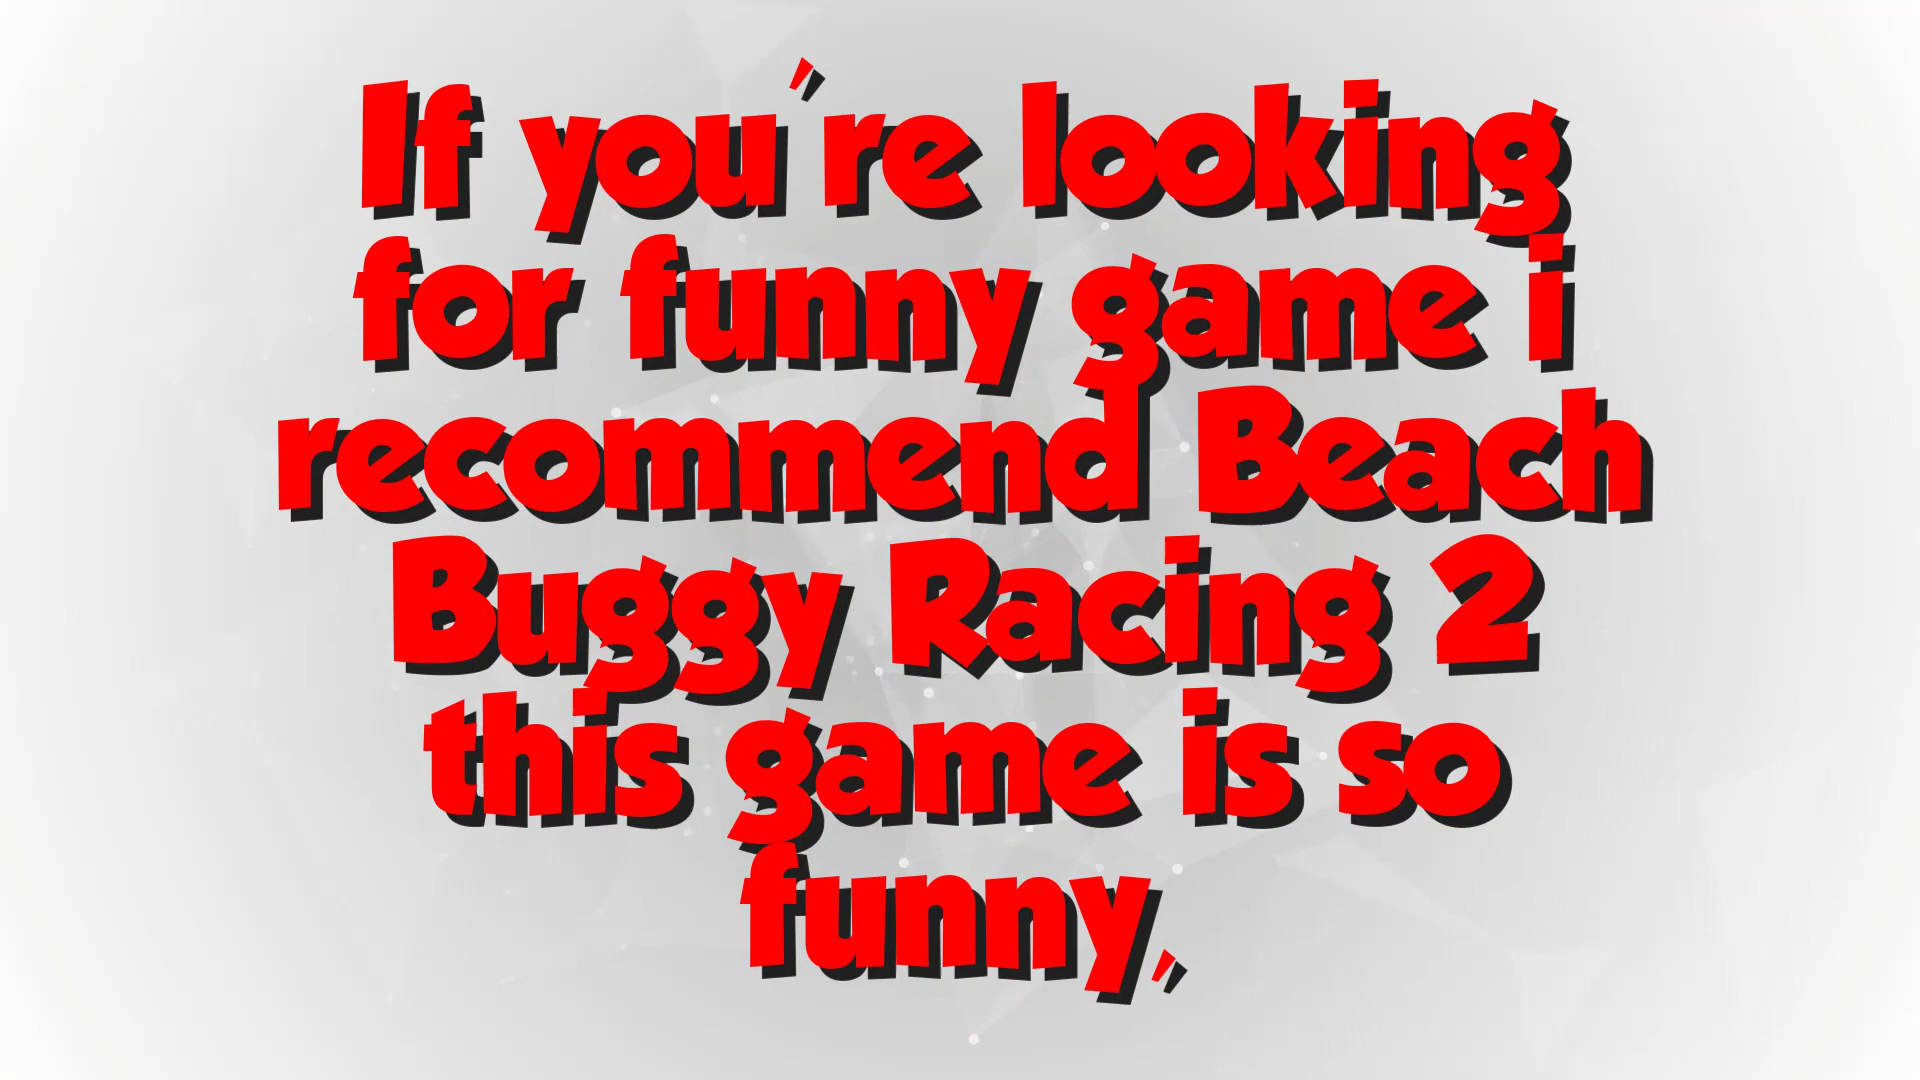 If you're looking
for funny game i
recommend Beach
Buggy Racing 2
this game is so
funny,